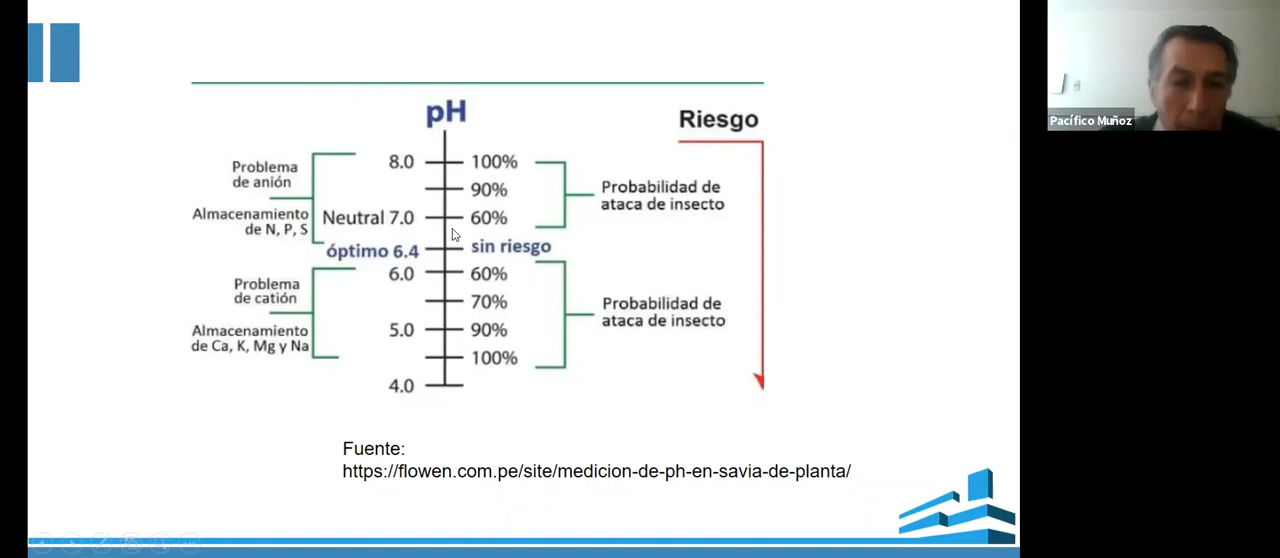 pH
Riesgo
Pacífico Muñoz
8.0
100%
Problema
de anión
90%
Probabilidad de
ataca de insecto
Almacenamiento
de N, P, S
Neutral 7.0
60%
óptimo 6.4
sin riesgo
6.0
60%
Problema
de catión
70%
Probabilidad de
ataca de insecto
Almacenamiento
de Ca, K, Mg y Na
5.0
90%
100%
4.0
Fuente:
https://flowen.com.pe/site/medicion-de-ph-en-savia-de-planta/